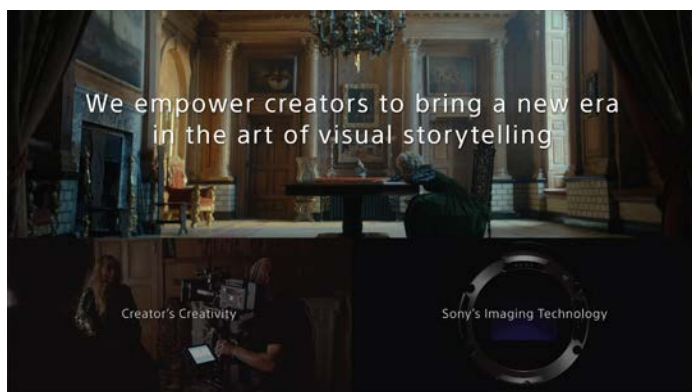 We empower creators to bring a new era
in the art of visual storytelling
Creator's Creativity
Sony's Imaging Technology